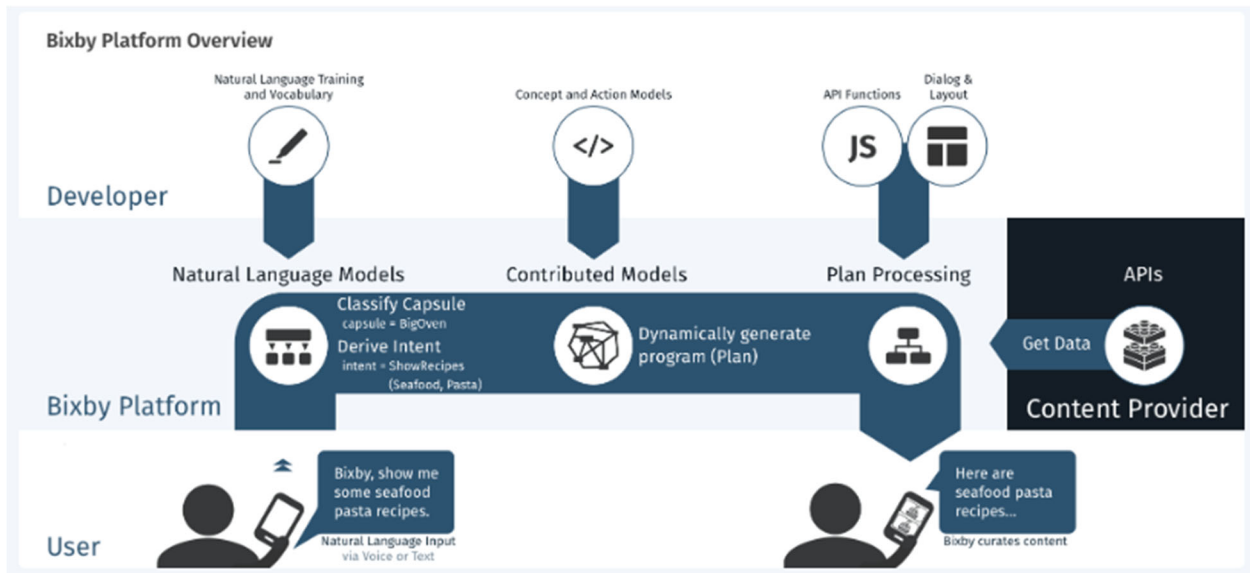 Bixby Platform Overview
Natural Language Training
and Vocabulary
Concept and Action Models
API Functions
Dialog &
Layout
</>
JS
Developer
Natural Language Models
Contributed Models
Plan Processing
APIs
Classify Capsule
capsule = BigOven
Derive Intent
intent = ShowRecipes
(Seafood, Pasta)
Dynamically generate
program (Plan)
Get Data
Bixby Platform
Content Provider
Bixby, show me
some seafood
pasta recipes.
Natural Language Input
via Voice or Text
Here are
seafood pasta
recipes...
Bixby curates content
User